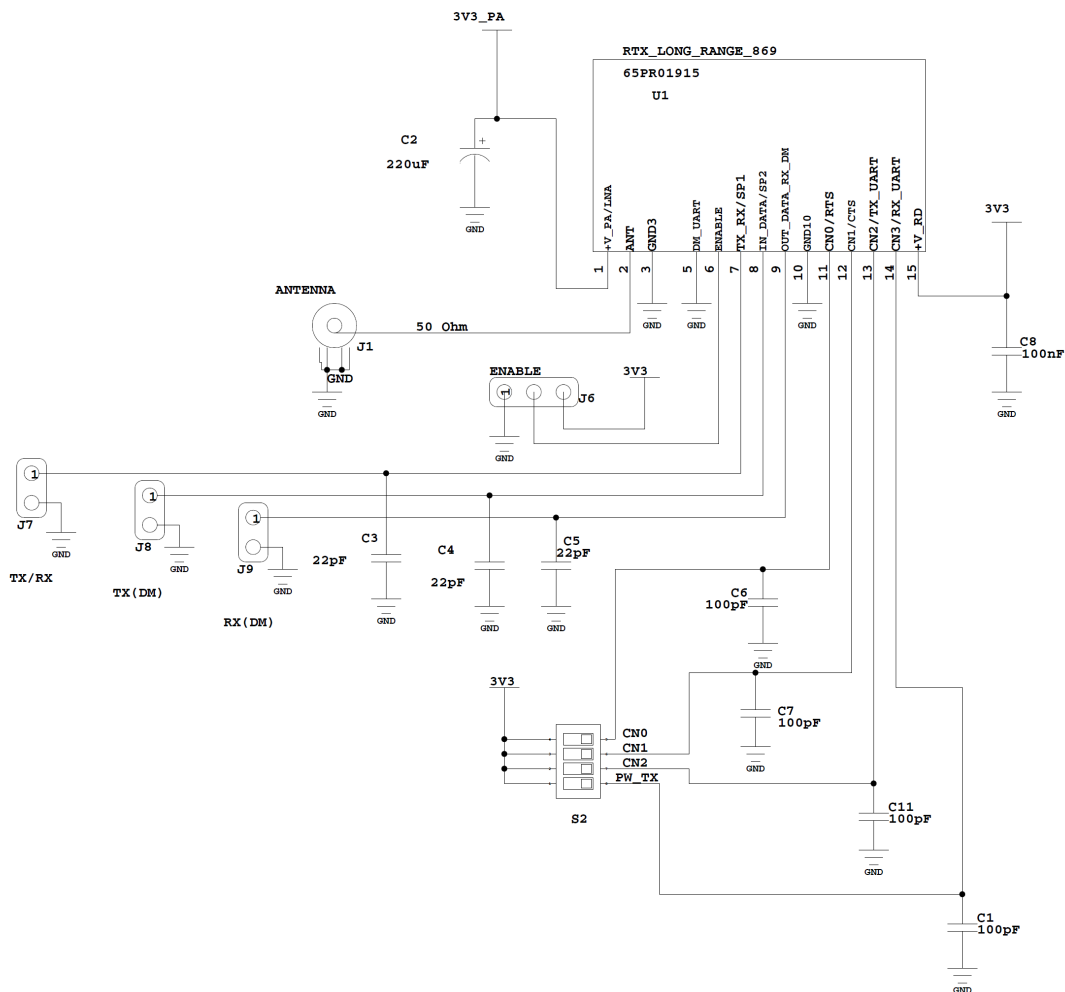 3V3_PA
RTX_LONG_RANGE_869
65PR01915
U1
C2
220uF
GND
+V_PA/LNA
ANT
GND3
DM_UART
ENABLE
TX_RX/SP1
IN_DATA/SP2
OUT_DATA_RX_DM
GND10
CN0/RTS
CN1/CTS
CN2/TX_UART
CN3/RX_UART
+V_RD
1
2
3
5
6
7
8
9
10
11
12
13
14
15
3V3
GND
GND
GND
ANTENNA
50 Ohm
J1
GND
GND
C8
100nF
GND
ENABLE
3V3
1
J6
GND
1
J7
GND
TX/RX
1
J8
GND
TX(DM)
1
J9
GND
RX(DM)
C3
22pF
GND
C4
22pF
GND
C5
22pF
GND
C6
100pF
GND
3V3
C7
100pF
GND
CN0
CN1
CN2
PW_TX
S2
C11
100pF
GND
C1
100pF
GND